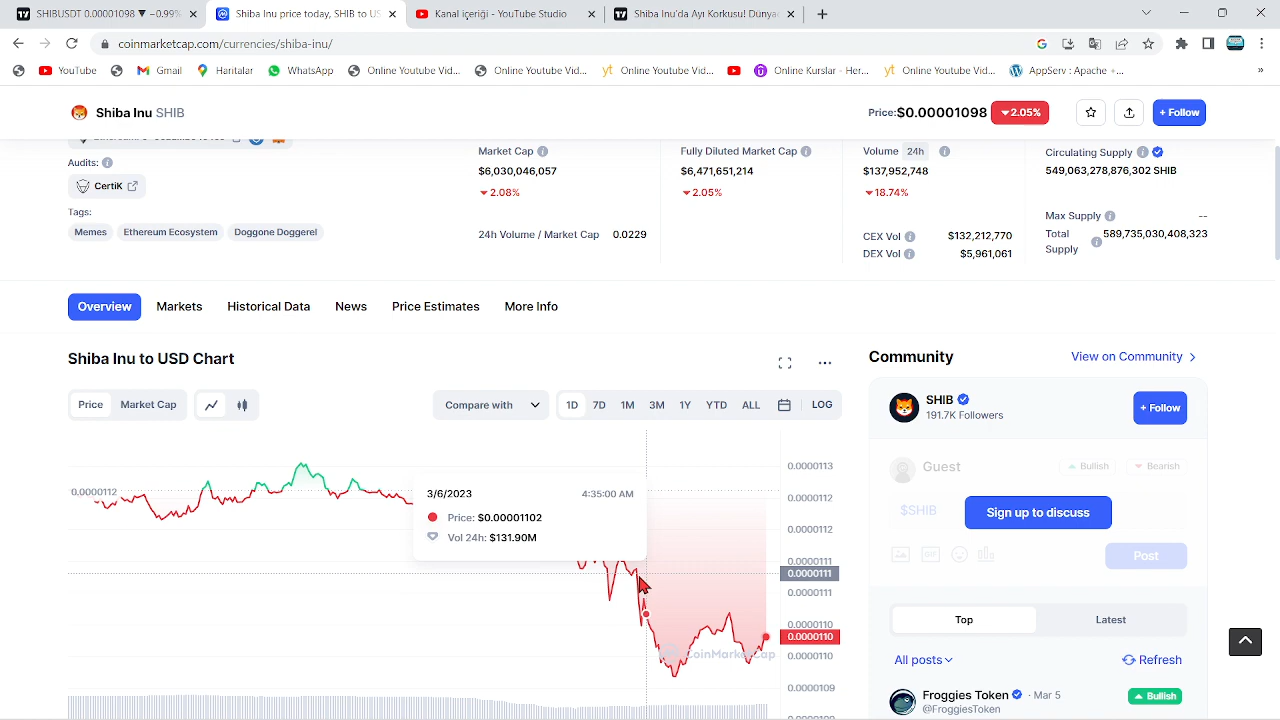 SHIBUSDT 0.00001098 ▼ −0.99%
Shiba Inu price today, SHIB to US
Kanal içeriği - YouTube Studio
Shiba Inu'da Ayı Korkusu! Dünyac
coinmarketcap.com/currencies/shiba-inu/
YouTube
Gmail
Haritalar
WhatsApp
Online Youtube Vid...
Online Youtube Vid...
Online Youtube Vid...
Online Kurslar - Her...
Online Youtube Vid...
AppServ : Apache +...
»
Shiba Inu SHIB
Price:$0.00001098
2.05%
+ Follow
Audits:
CertiK
Tags:
Memes
Ethereum Ecosystem
Doggone Doggerel
Market Cap
$6,030,046,057
2.08%
24h Volume / Market Cap 0.0229
Fully Diluted Market Cap
$6,471,651,214
2.05%
Volume 24h
$137,952,748
18.74%
CEX Vol $132,212,770
DEX Vol $5,961,061
Circulating Supply
549,063,278,876,302 SHIB
Max Supply --
Total Supply 589,735,030,408,323
Overview
Markets
Historical Data
News
Price Estimates
More Info
Shiba Inu to USD Chart
Price
Market Cap
Compare with
1D
7D
1M
3M
1Y
YTD
ALL
LOG
0.0000112
3/6/2023 4:35:00 AM
Price: $0.00001102
Vol 24h: $131.90M
0.0000113
0.0000112
0.0000112
0.0000111
0.0000111
0.0000111
0.0000110
0.0000110
0.0000110
0.0000109
CoinMarketCap
Community
View on Community
SHIB
191.7K Followers
+ Follow
Guest
Bullish
Bearish
$SHIB
Sign up to discuss
GIF
Post
Top
Latest
All posts
Refresh
Froggies Token · Mar 5
@FroggiesToken
Bullish